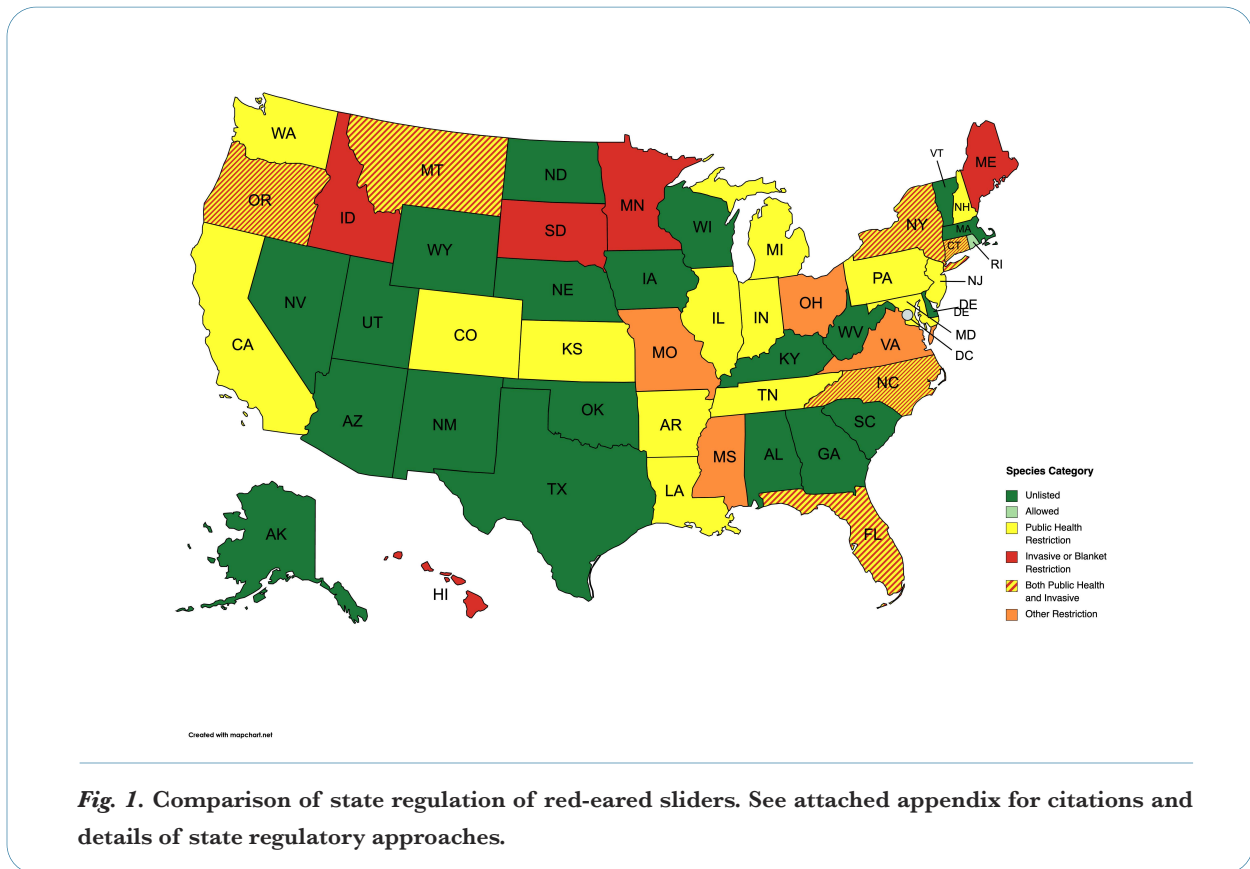 WA
MT
ND
MN
VT
ME
OR
ID
SD
WI
NH
NY
MA
CT
RI
WY
MI
NV
UT
NE
IA
PA
NJ
CA
CO
KS
IL
IN
OH
WV
DE
DE
MD
DC
MO
KY
VA
AZ
NM
OK
AR
TN
NC
SC
TX
LA
MS
AL
GA
AK
HI
FL
Species Category
Unlisted
Allowed
Public Health
Restriction
Invasive or Blanket
Restriction
Both Public Health
and Invasive
Other Restriction
Created with mapchart.net
Fig. 1. Comparison of state regulation of red-eared sliders. See attached appendix for citations and
details of state regulatory approaches.